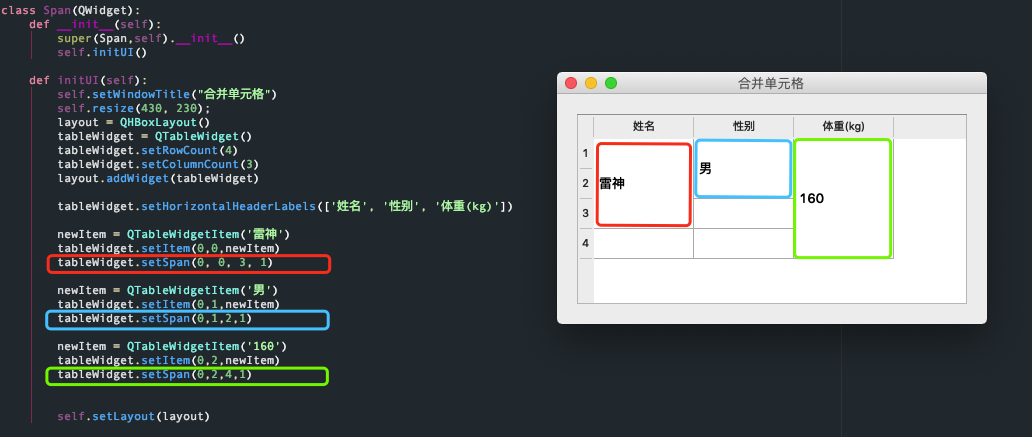 class Span(QWidget):
    def __init__(self):
        super(Span,self).__init__()
        self.initUI()

    def initUI(self):
        self.setWindowTitle("合并单元格")
        self.resize(430, 230);
        layout = QHBoxLayout()
        tableWidget = QTableWidget()
        tableWidget.setRowCount(4)
        tableWidget.setColumnCount(3)
        layout.addWidget(tableWidget)

        tableWidget.setHorizontalHeaderLabels(['姓名', '性别', '体重(kg)'])

        newItem = QTableWidgetItem('雷神')
        tableWidget.setItem(0,0,newItem)
        tableWidget.setSpan(0, 0, 3, 1)

        newItem = QTableWidgetItem('男')
        tableWidget.setItem(0,1,newItem)
        tableWidget.setSpan(0,1,2,1)

        newItem = QTableWidgetItem('160')
        tableWidget.setItem(0,2,newItem)
        tableWidget.setSpan(0,2,4,1)

        self.setLayout(layout)
合并单元格
姓名 性别 体重(kg)
1
男
2
雷神
160
3
4